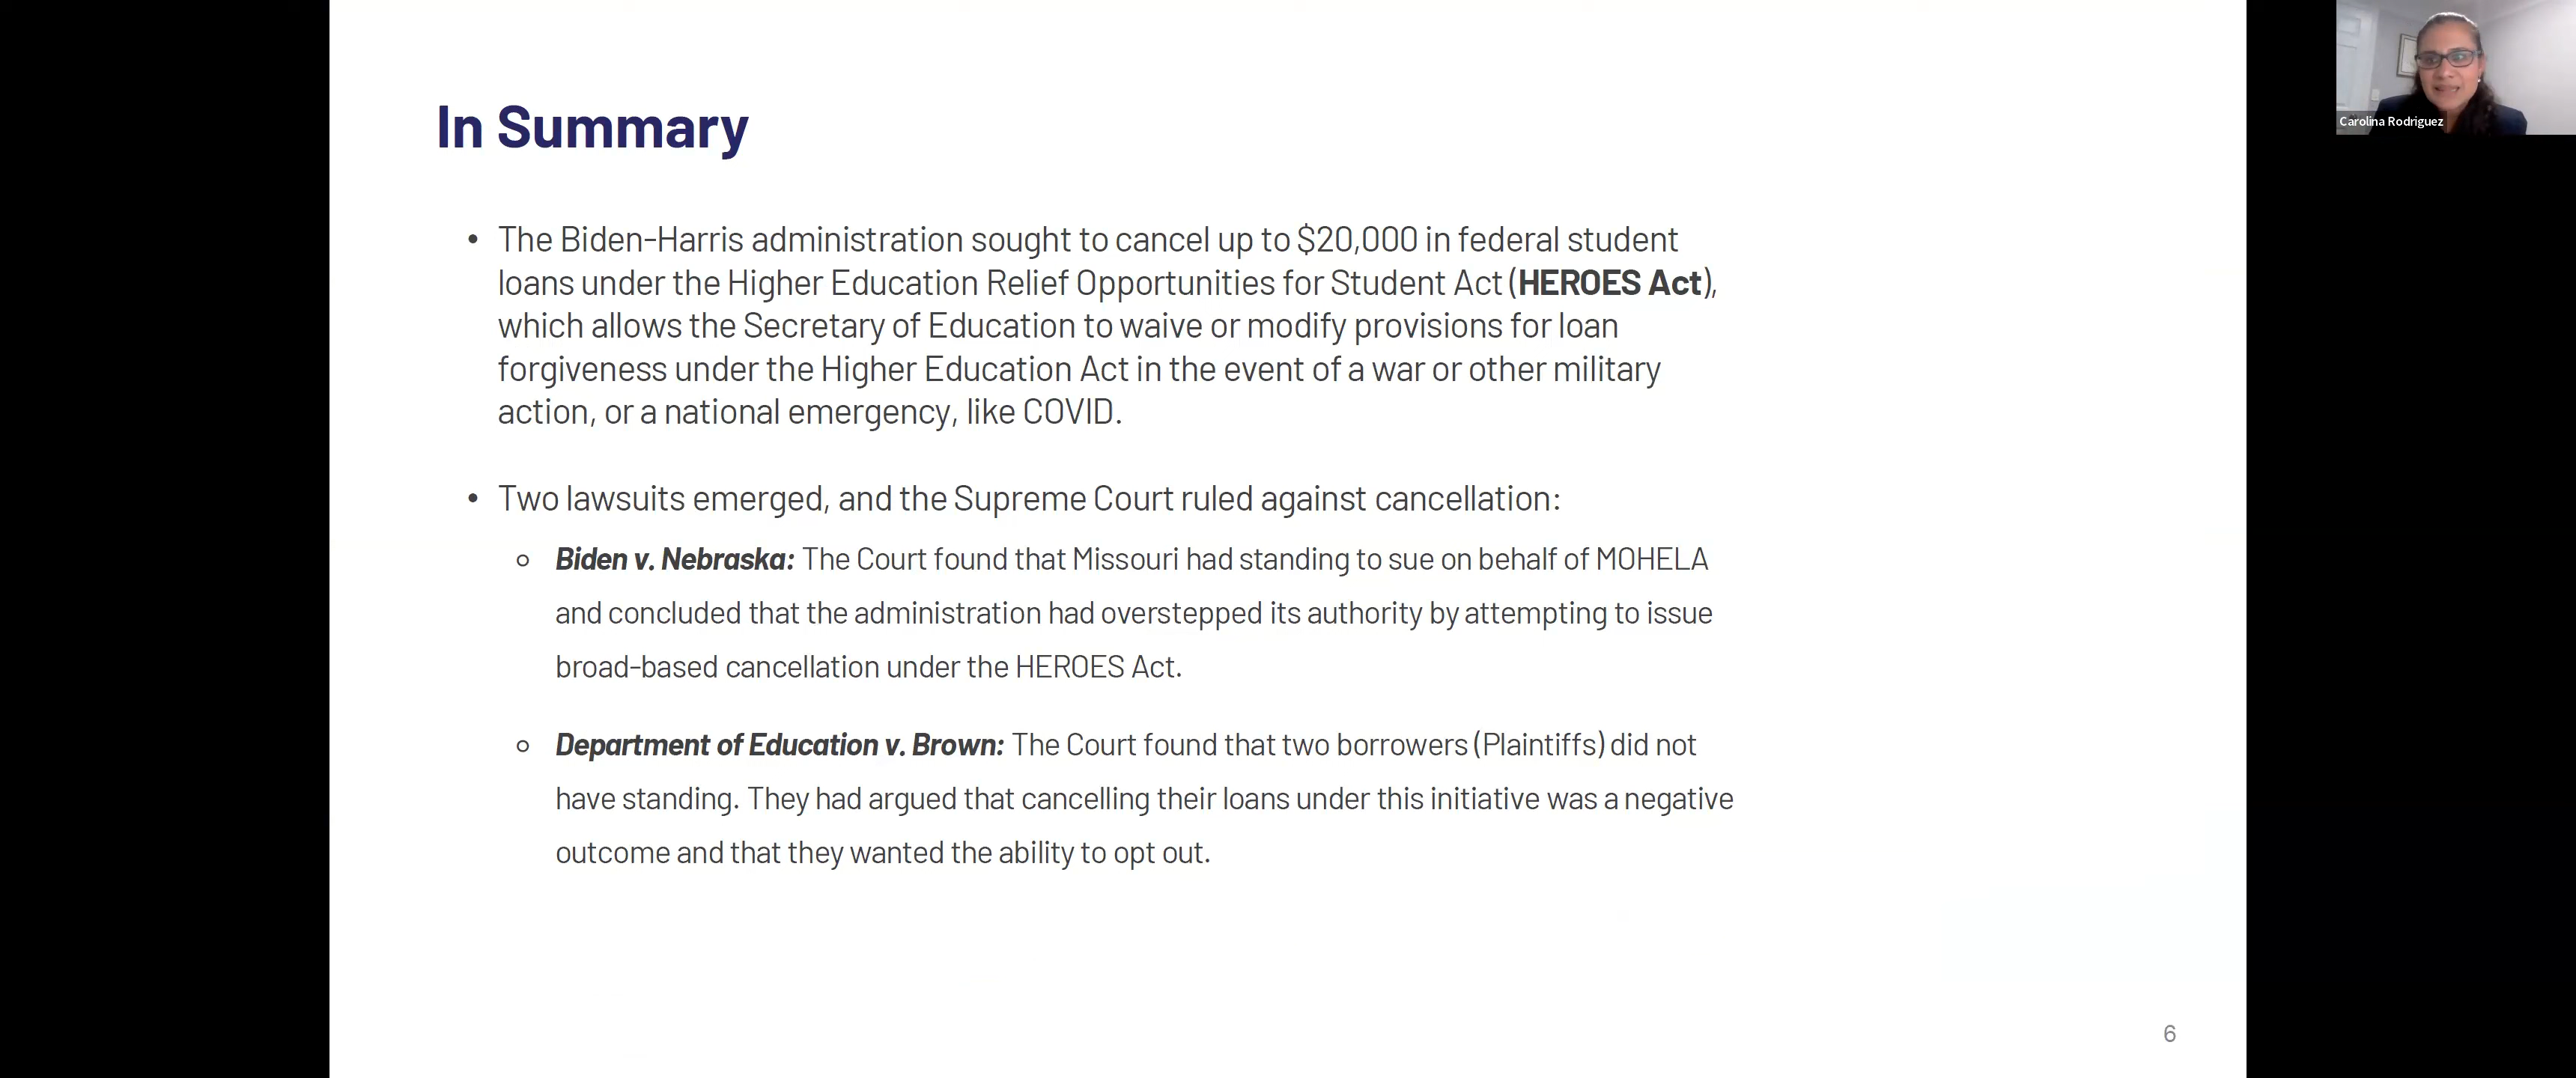 In Summary
• The Biden-Harris administration sought to cancel up to $20,000 in federal student
loans under the Higher Education Relief Opportunities for Student Act (HEROES Act),
which allows the Secretary of Education to waive or modify provisions for loan
forgiveness under the Higher Education Act in the event of a war or other military
action, or a national emergency, like COVID.
• Two lawsuits emerged, and the Supreme Court ruled against cancellation:
○ Biden v. Nebraska: The Court found that Missouri had standing to sue on behalf of MOHELA
and concluded that the administration had overstepped its authority by attempting to issue
broad-based cancellation under the HEROES Act.
○ Department of Education v. Brown: The Court found that two borrowers (Plaintiffs) did not
have standing. They had argued that cancelling their loans under this initiative was a negative
outcome and that they wanted the ability to opt out.
6
Carolina Rodriguez